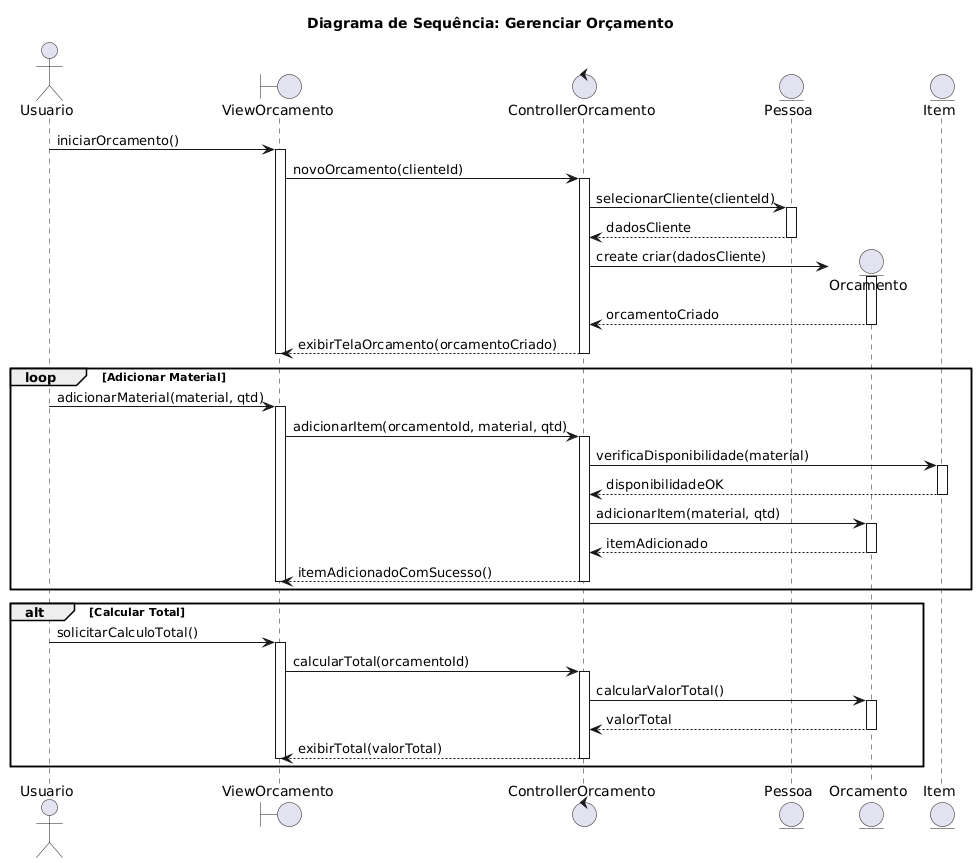 Diagrama de Sequência: Gerenciar Orçamento
Usuario
ViewOrcamento
ControllerOrcamento
Pessoa
Item
iniciarOrcamento()
novoOrcamento(clienteId)
selecionarCliente(clienteId)
dadosCliente
create criar(dadosCliente)
Orcamento
orcamentoCriado
exibirTelaOrcamento(orcamentoCriado)
loop [Adicionar Material]
adicionarMaterial(material, qtd)
adicionarItem(orcamentoId, material, qtd)
verificaDisponibilidade(material)
disponibilidadeOK
adicionarItem(material, qtd)
itemAdicionado
itemAdicionadoComSucesso()
alt [Calcular Total]
solicitarCalculoTotal()
calcularTotal(orcamentoId)
calcularValorTotal()
valorTotal
exibirTotal(valorTotal)
Usuario
ViewOrcamento
ControllerOrcamento
Pessoa
Orcamento
Item